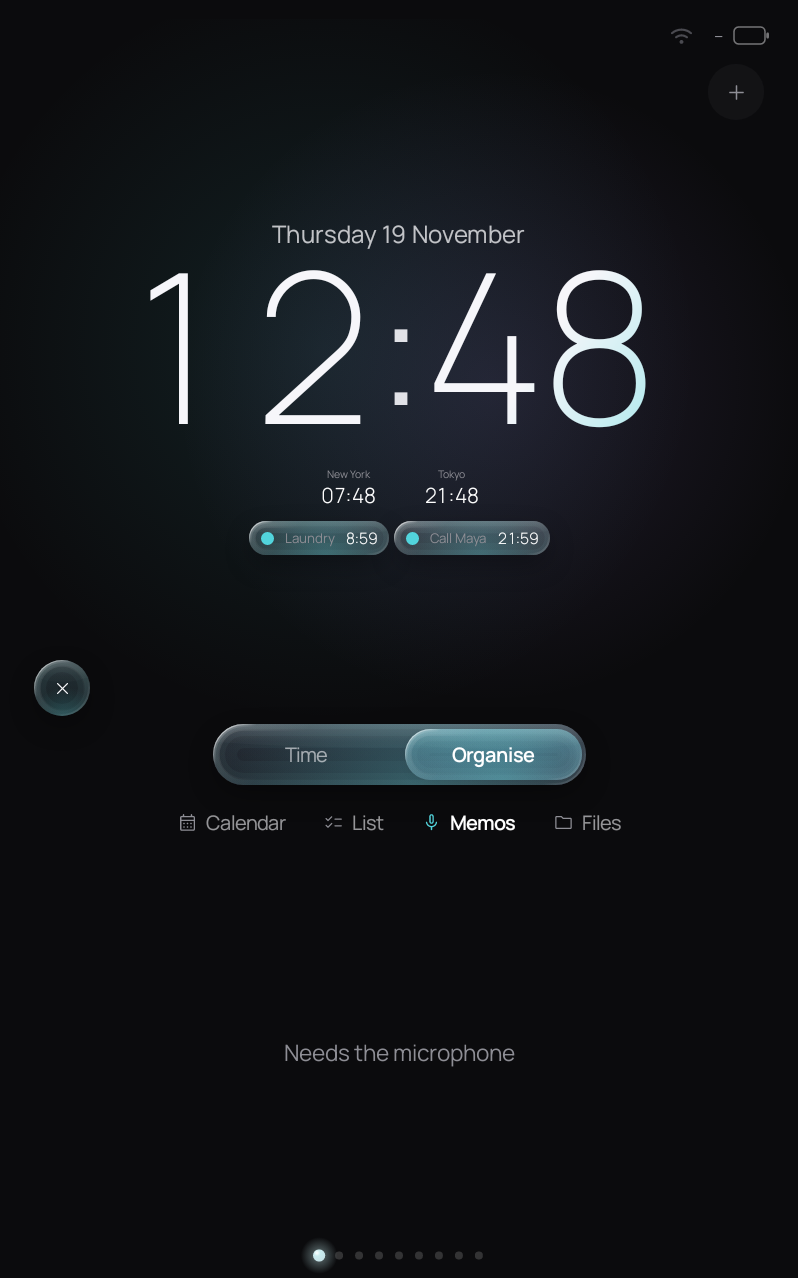 Thursday 19 November
12:48
New York Tokyo
07:48 21:48
Laundry 8:59 Call Maya 21:59
Time Organise
Calendar List Memos Files
Needs the microphone